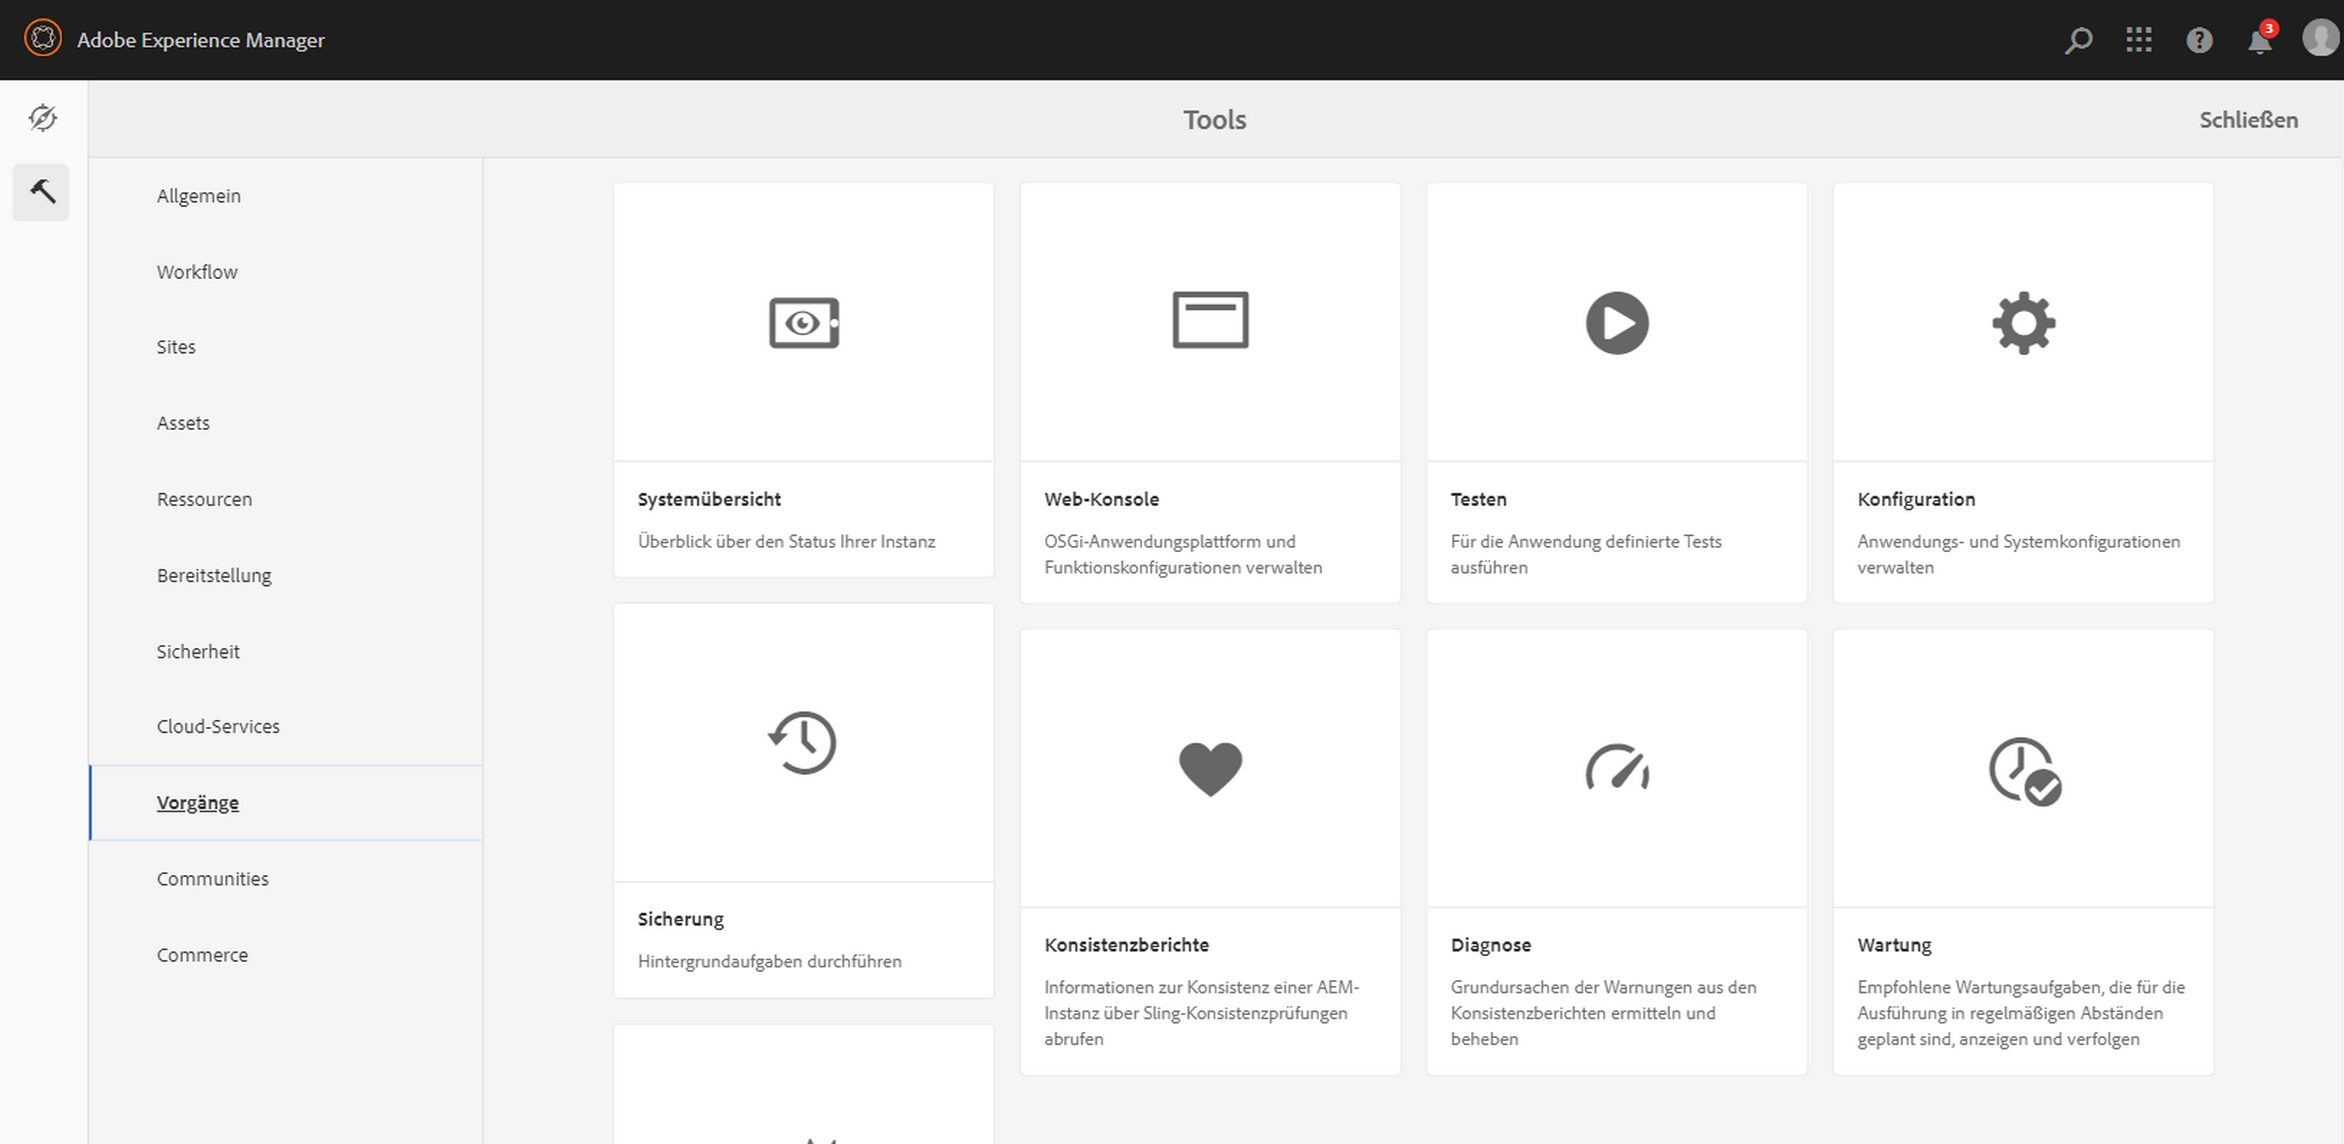 Adobe Experience Manager
3
Tools
Schließen
Allgemein
Workflow
Sites
Assets
Ressourcen
Bereitstellung
Sicherheit
Cloud-Services
Vorgänge
Communities
Commerce
Systemübersicht
Überblick über den Status Ihrer Instanz
Web-Konsole
OSGi-Anwendungsplattform und
Funktionskonfigurationen verwalten
Testen
Für die Anwendung definierte Tests
ausführen
Konfiguration
Anwendungs- und Systemkonfigurationen
verwalten
Sicherung
Hintergrundaufgaben durchführen
Konsistenzberichte
Informationen zur Konsistenz einer AEM-
Instanz über Sling-Konsistenzprüfungen
abrufen
Diagnose
Grundursachen der Warnungen aus den
Konsistenzberichten ermitteln und
beheben
Wartung
Empfohlene Wartungsaufgaben, die für die
Ausführung in regelmäßigen Abständen
geplant sind, anzeigen und verfolgen